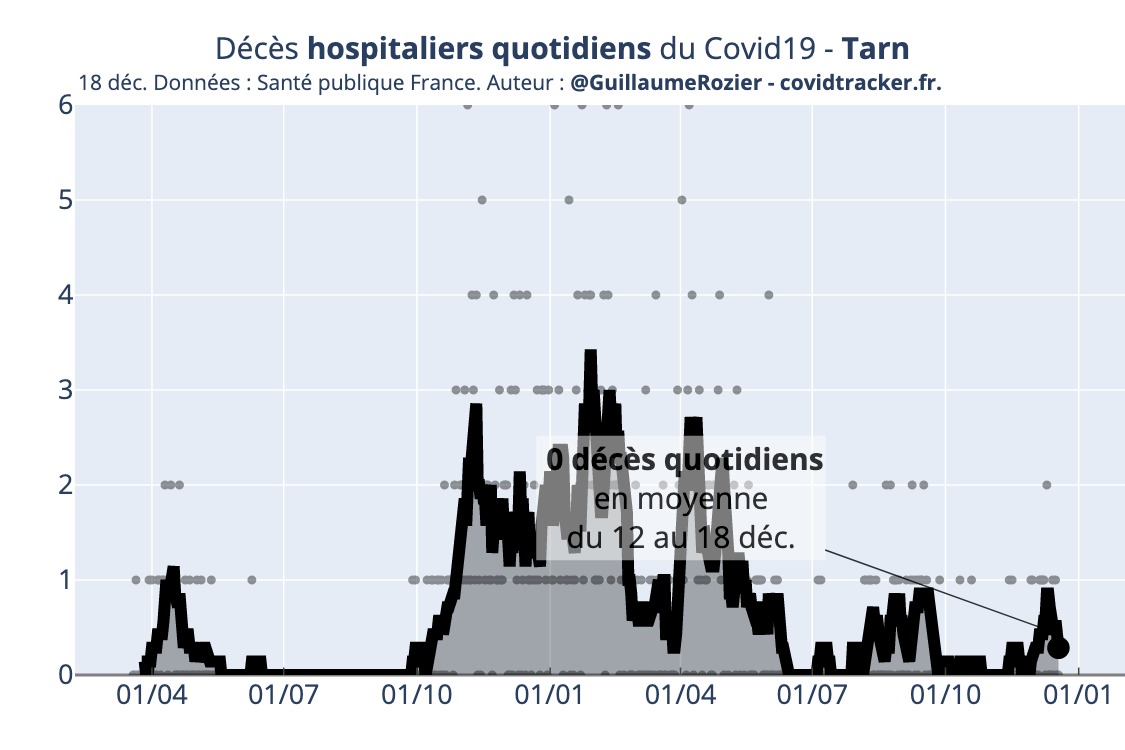 Décès hospitaliers quotidiens du Covid19 - Tarn
18 déc. Données : Santé publique France. Auteur : @GuillaumeRozier - covidtracker.fr.
6
5
4
3
2
1
0
0 décès quotidiens
en moyenne
du 12 au 18 déc.
01/04 01/07 01/10 01/01 01/04 01/07 01/10 01/01